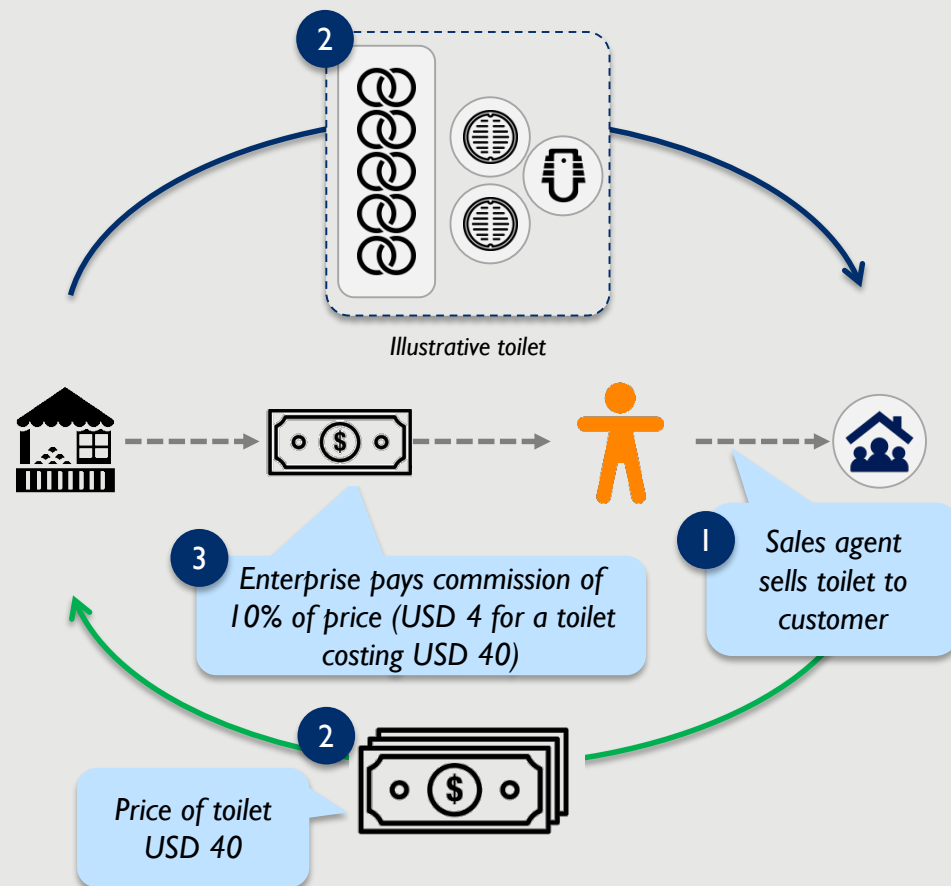 2
Illustrative toilet
$
3
Enterprise pays commission of
10% of price (USD 4 for a toilet
costing USD 40)
1
Sales agent
sells toilet to
customer
2
$
Price of toilet
USD 40